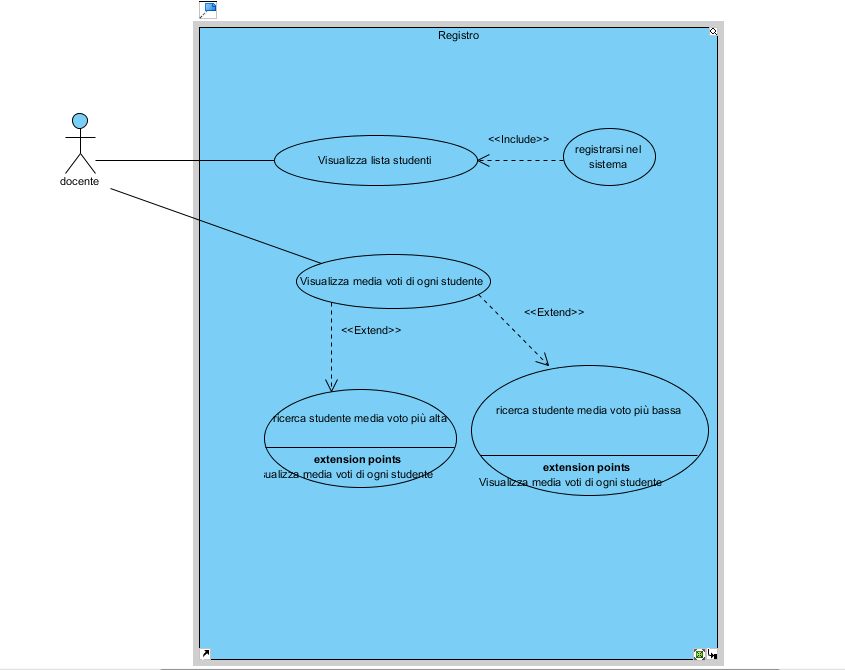 Registro
<<Include>>
registrarsi nel
sistema
Visualizza lista studenti
docente
Visualizza media voti di ogni studente
<<Extend>>
<<Extend>>
ricerca studente media voto più alta
extension points
ualizza media voti di ogni studente
ricerca studente media voto più bassa
extension points
Visualizza media voti di ogni studente